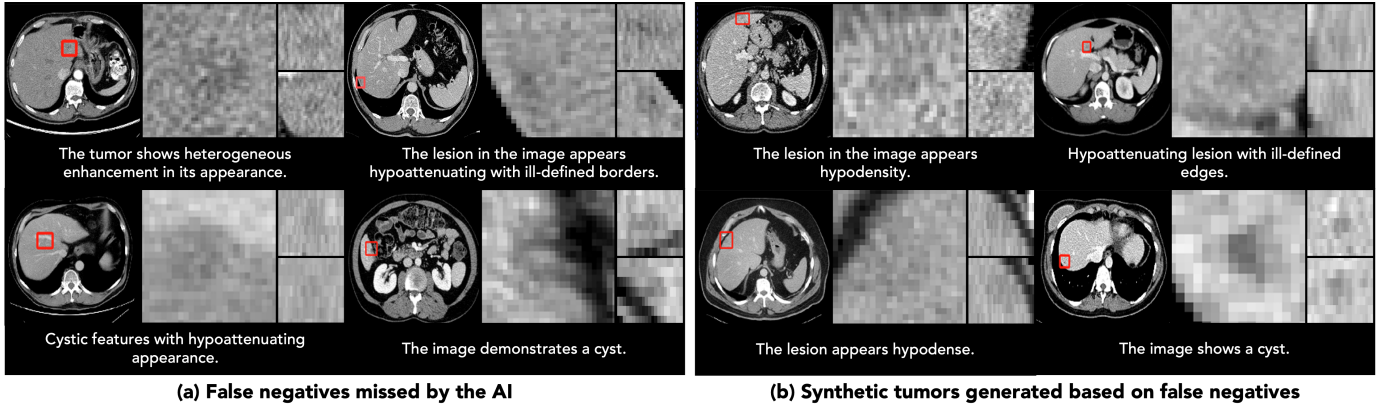 The tumor shows heterogeneous
enhancement in its appearance.
The lesion in the image appears
hypoattenuating with ill-defined borders.
Cystic features with hypoattenuating
appearance.
The image demonstrates a cyst.
(a) False negatives missed by the AI
The lesion in the image appears
hypodensity.
Hypoattenuating lesion with ill-defined
edges.
The lesion appears hypodense.
The image shows a cyst.
(b) Synthetic tumors generated based on false negatives